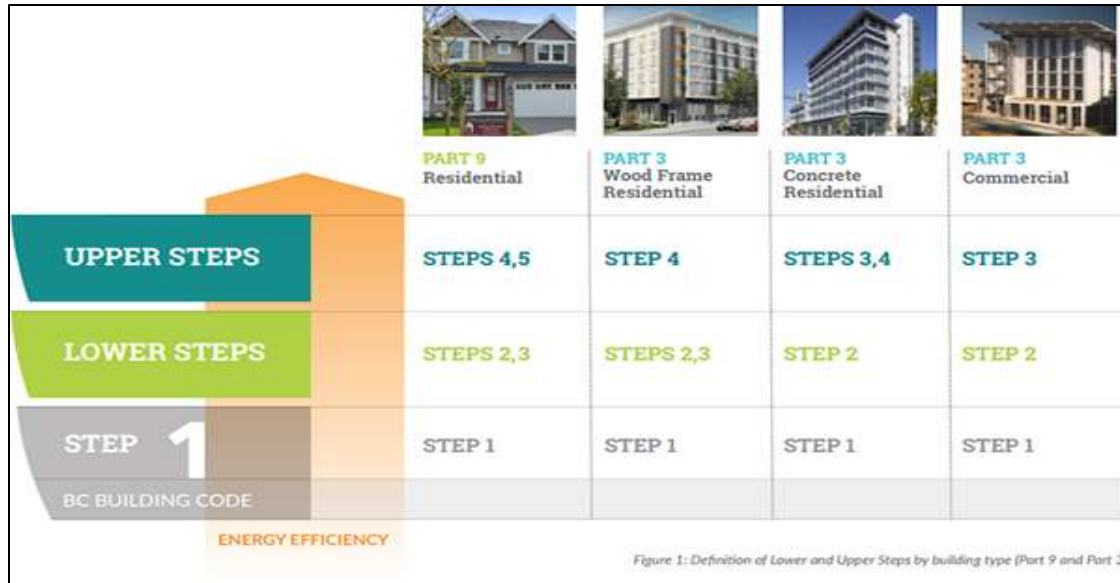 PART 9
Residential
PART 3
Wood Frame
Residential
PART 3
Concrete
Residential
PART 3
Commercial
UPPER STEPS
STEPS 4,5
STEP 4
STEPS 3,4
STEP 3
LOWER STEPS
STEPS 2,3
STEPS 2,3
STEP 2
STEP 2
STEP 1
STEP 1
STEP 1
STEP 1
STEP 1
BC BUILDING CODE
ENERGY EFFICIENCY
Figure 1: Definition of Lower and Upper Steps by building type (Part 9 and Part 3